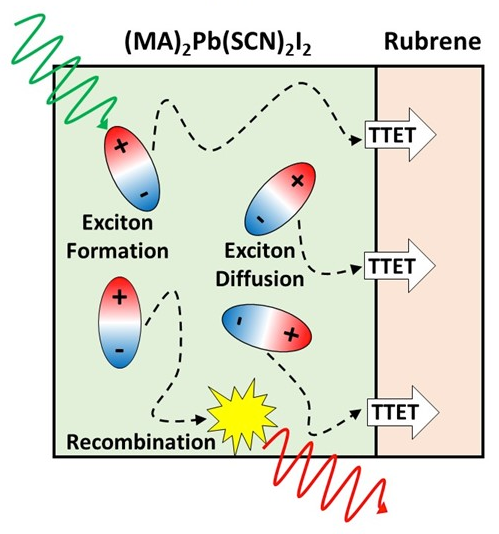 (MA)₂Pb(SCN)₂I₂
Rubrene
+
-
TTET
+
-
Exciton
Formation
Exciton
Diffusion
TTET
+
-
-
+
TTET
Recombination